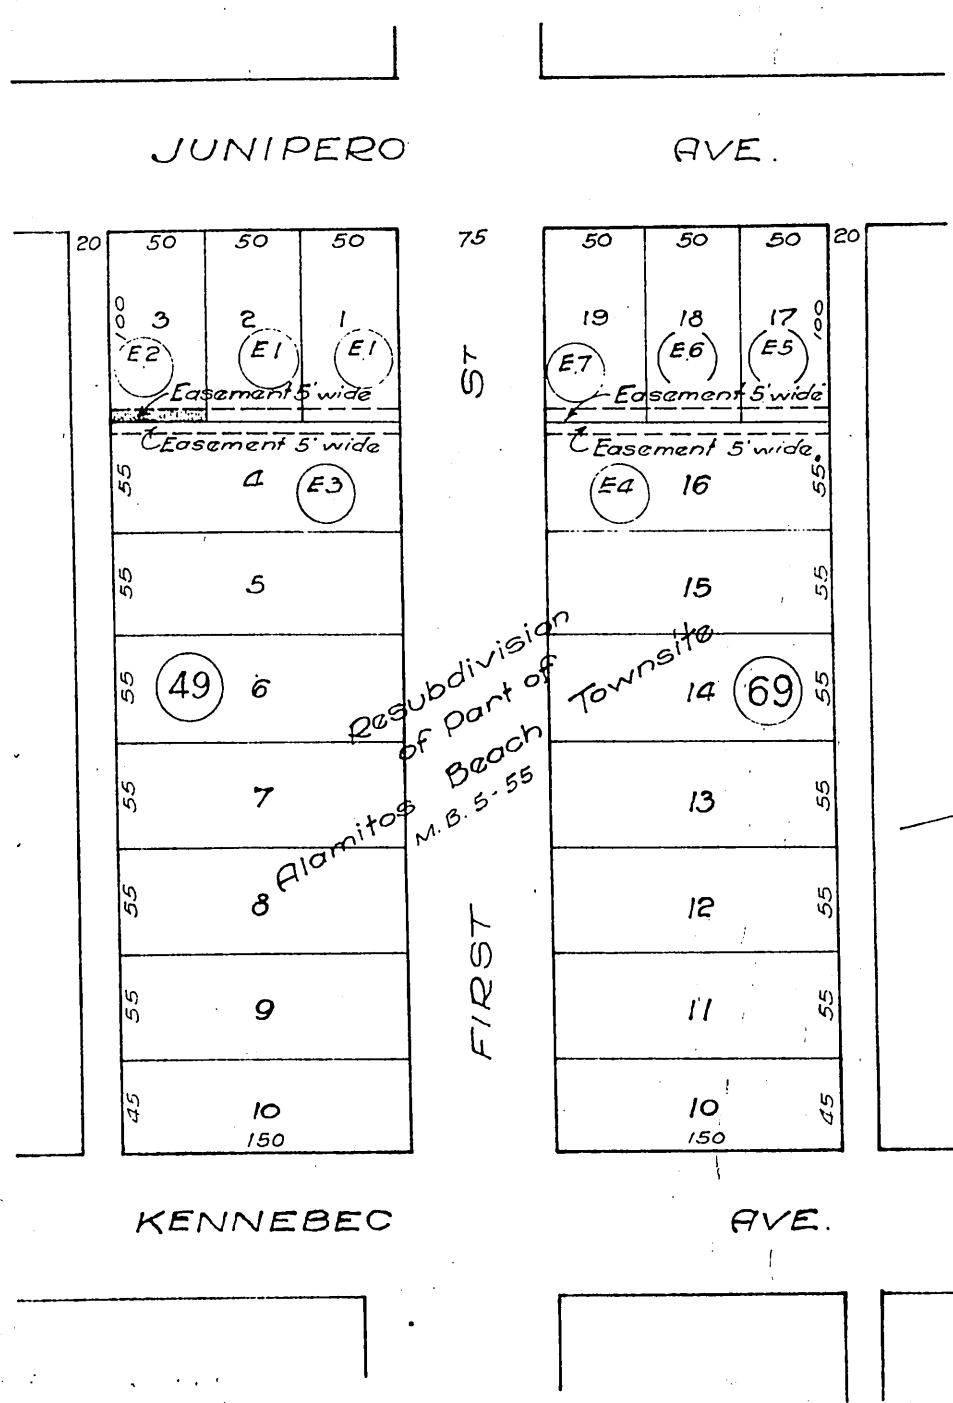 JUNIPERO AVE.
20 50 50 50 75 50 50 50 20
100 3 2 1 19 18 17 100
E2 E1 E1 ST E.7 E.6 E5
Easement 5' wide Easement 5' wide
Easement 5' wide Easement 5' wide.
55 4 E3 E4 16 55
55 5 15 55
55 49 6 14 69 55
Resubdivision
of Part of
Alamitos Beach Townsite
M.B. 5-55
55 7 13 55
55 8 12 55
FIRST
55 9 11 55
45 10 10 45
150 150
KENNEBEC AVE.